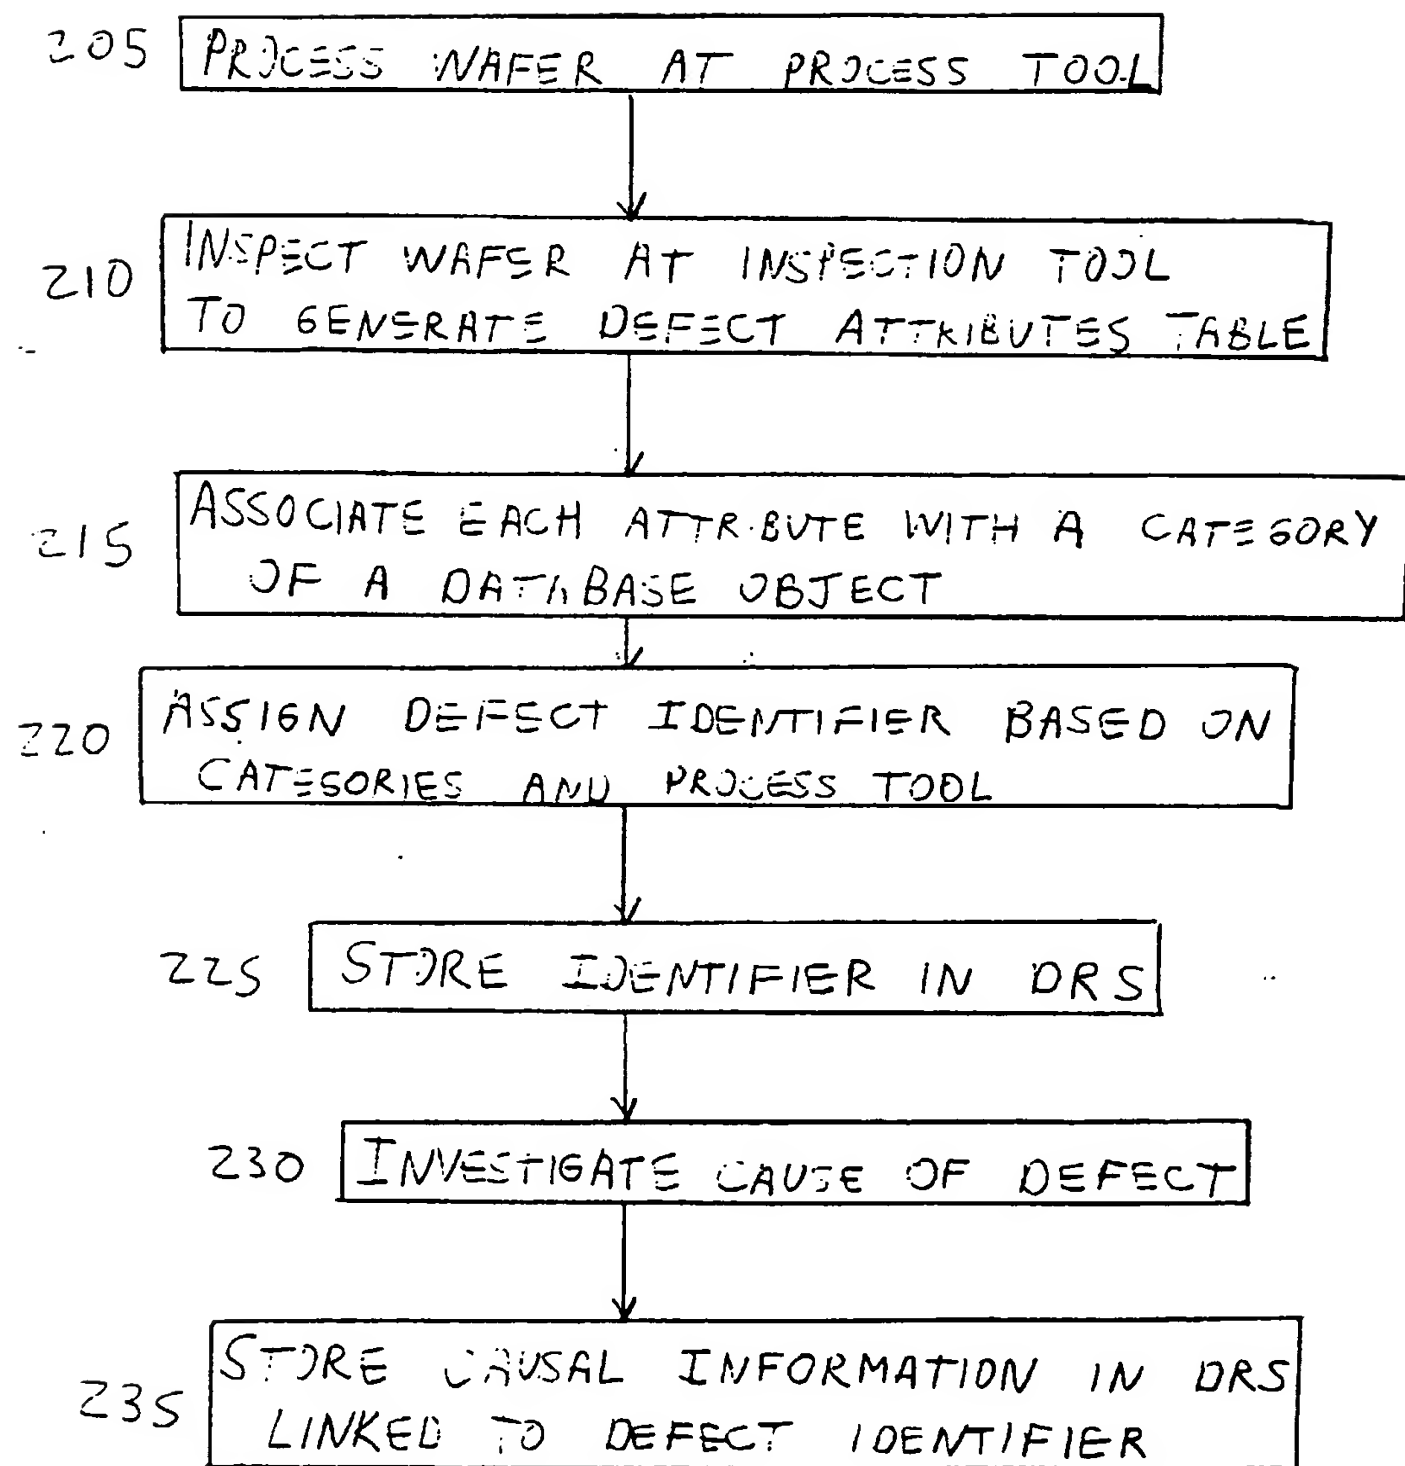 205 PROCESS WAFER AT PROCESS TOOL
210 INSPECT WAFER AT INSPECTION TOOL
TO GENERATE DEFECT ATTRIBUTES TABLE
215 ASSOCIATE EACH ATTRIBUTE WITH A CATEGORY
OF A DATABASE OBJECT
220 ASSIGN DEFECT IDENTIFIER BASED ON
CATEGORIES AND PROCESS TOOL
225 STORE IDENTIFIER IN DRS
230 INVESTIGATE CAUSE OF DEFECT
235 STORE CAUSAL INFORMATION IN DRS
LINKED TO DEFECT IDENTIFIER